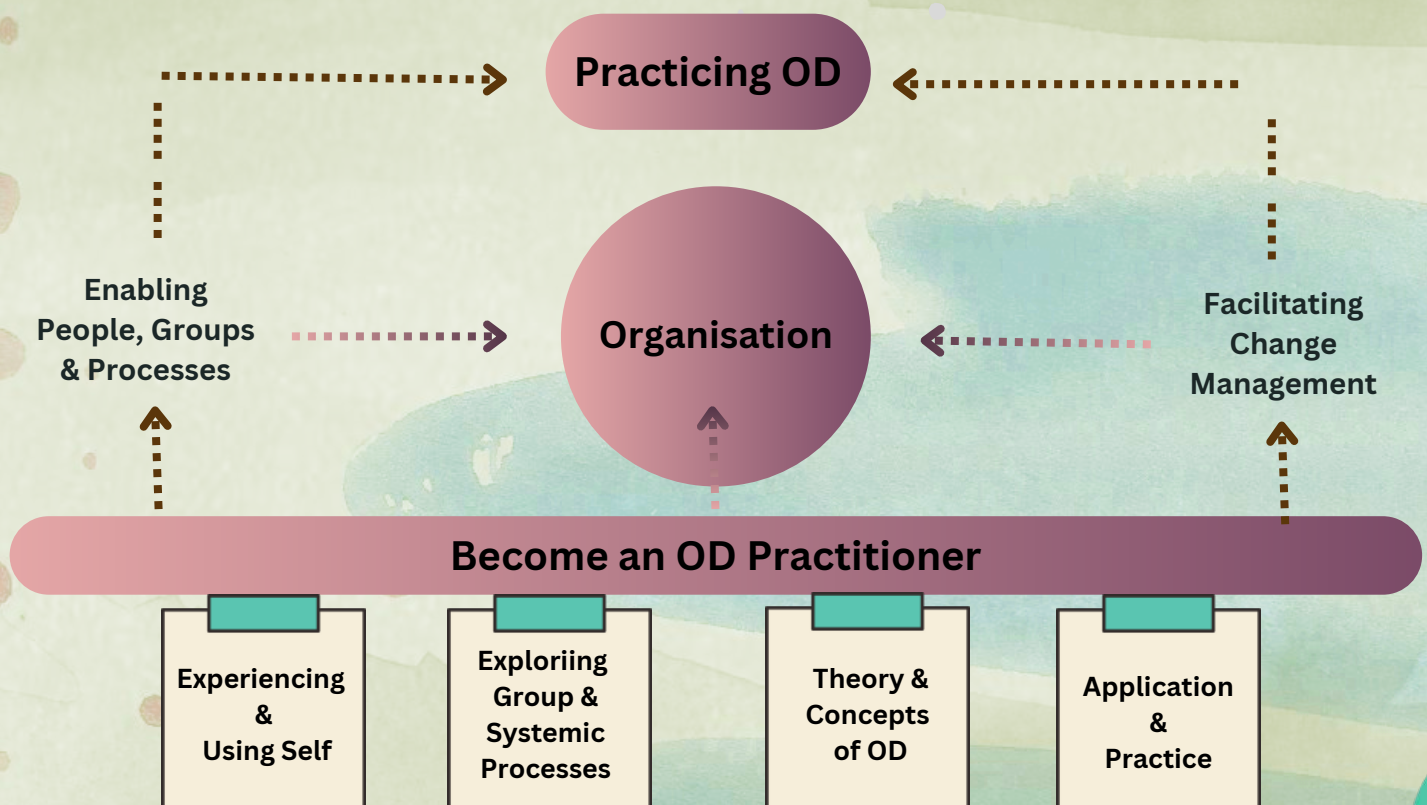 Practicing OD
Enabling
People, Groups
& Processes
Organisation
Facilitating
Change
Management
Become an OD Practitioner
Experiencing
&
Using Self
Exploriing
Group &
Systemic
Processes
Theory &
Concepts
of OD
Application
&
Practice